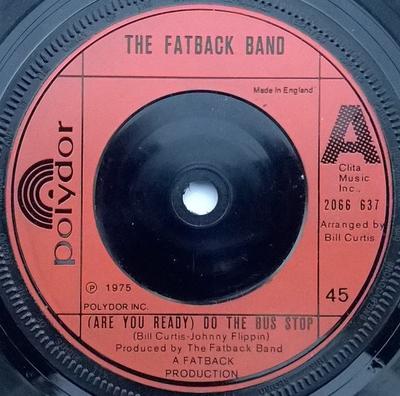 THE FATBACK BAND
Made in England
A
polydor
Clita
Music
Inc.,
2066 637
Arranged by
Bill Curtis
℗ 1975
POLYDOR INC.
45
(ARE YOU READY) DO THE BUS STOP
(Bill Curtis-Johnny Flippin)
Produced by The Fatback Band
A FATBACK
PRODUCTION